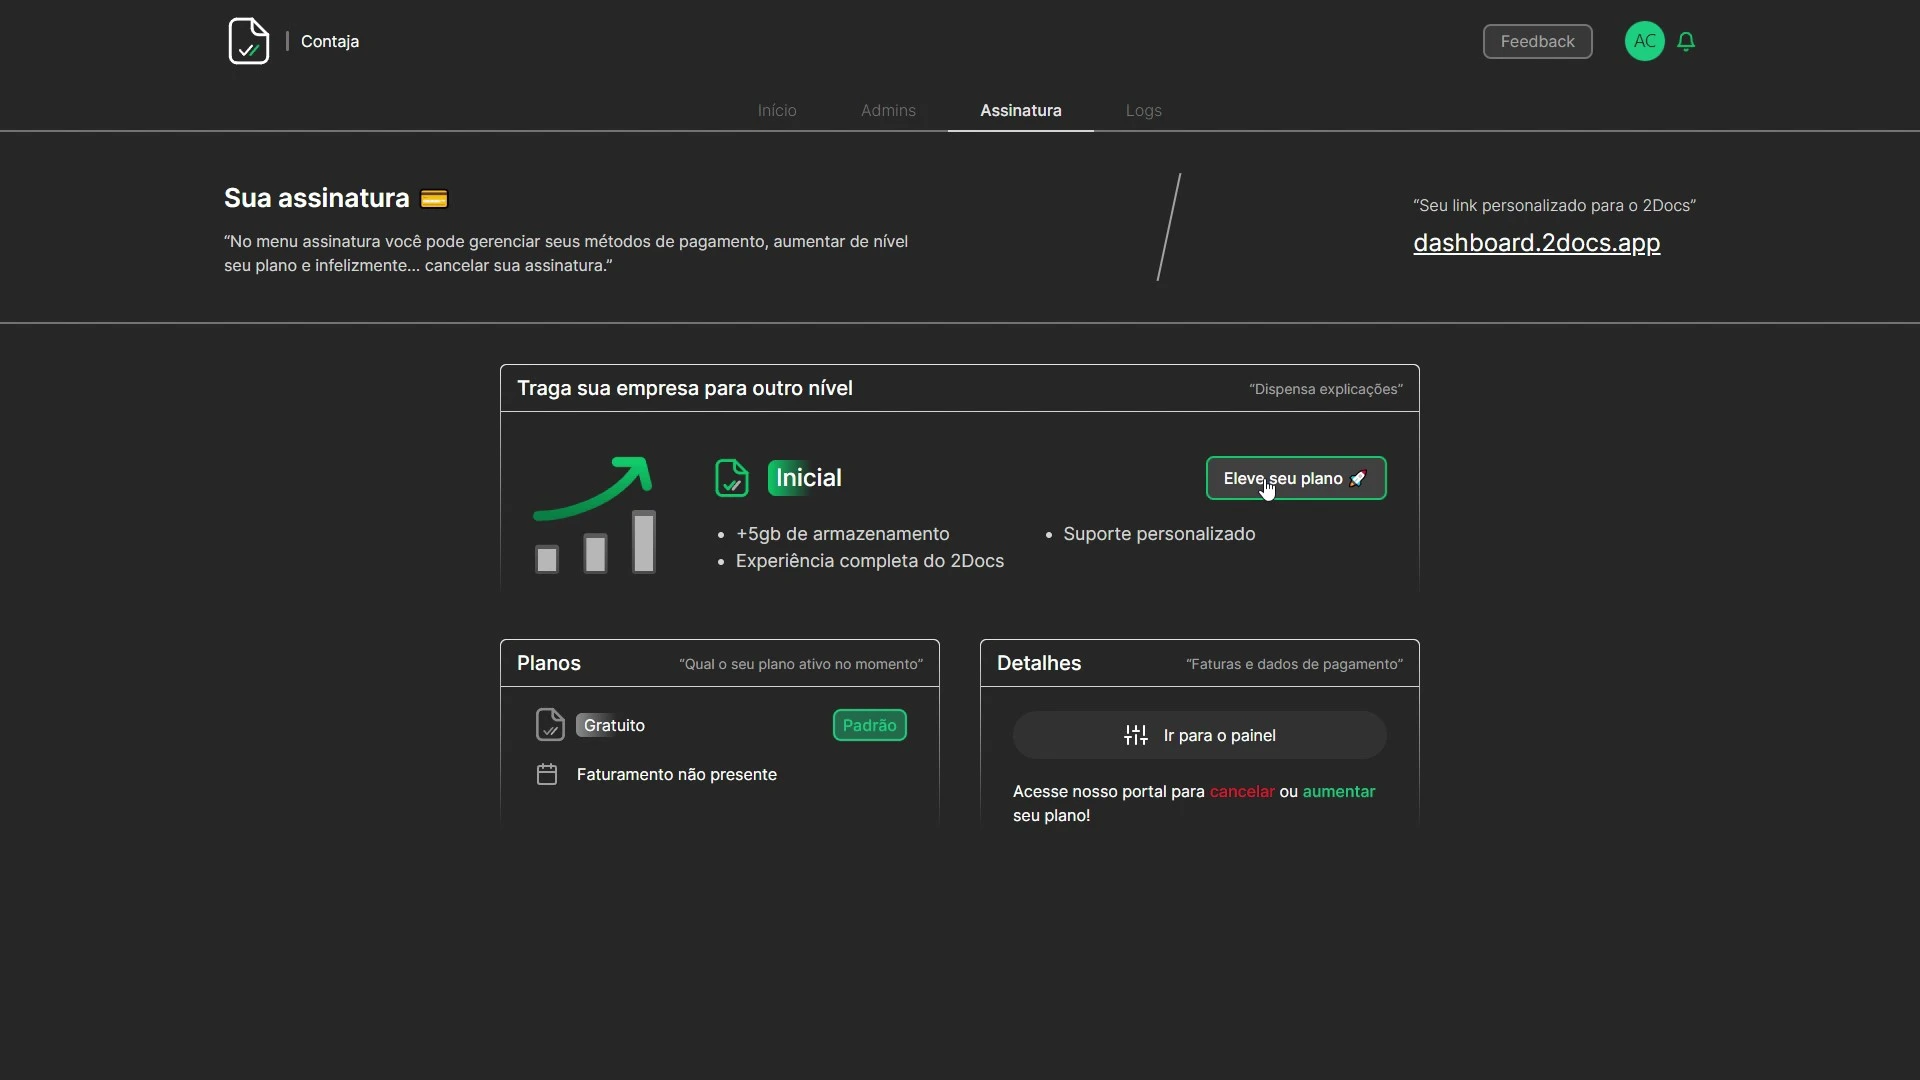 Contaja
Feedback
AC
Início
Admins
Assinatura
Logs
Sua assinatura 💳
“No menu assinatura você pode gerenciar seus métodos de pagamento, aumentar de nível
seu plano e infelizmente... cancelar sua assinatura.”
“Seu link personalizado para o 2Docs”
dashboard.2docs.app
Traga sua empresa para outro nível
“Dispensa explicações”
Inicial
Eleve seu plano 🚀
• +5gb de armazenamento
• Experiência completa do 2Docs
• Suporte personalizado
Planos
“Qual o seu plano ativo no momento”
Gratuito
Padrão
Faturamento não presente
Detalhes
“Faturas e dados de pagamento”
Ir para o painel
Acesse nosso portal para cancelar ou aumentar
seu plano!